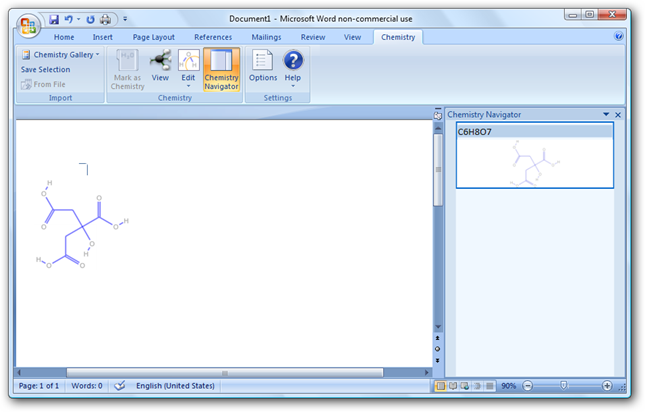 Document1 - Microsoft Word non-commercial use
Home Insert Page Layout References Mailings Review View Chemistry
Chemistry Gallery
Save Selection
From File
Import
Mark as
Chemistry
View
Edit
Chemistry
Navigator
Chemistry
Options
Help
Settings
Chemistry Navigator
C6H8O7
H
O
O
O
O
H
O
H
H
O
O
Page: 1 of 1 Words: 0 English (United States) 90%